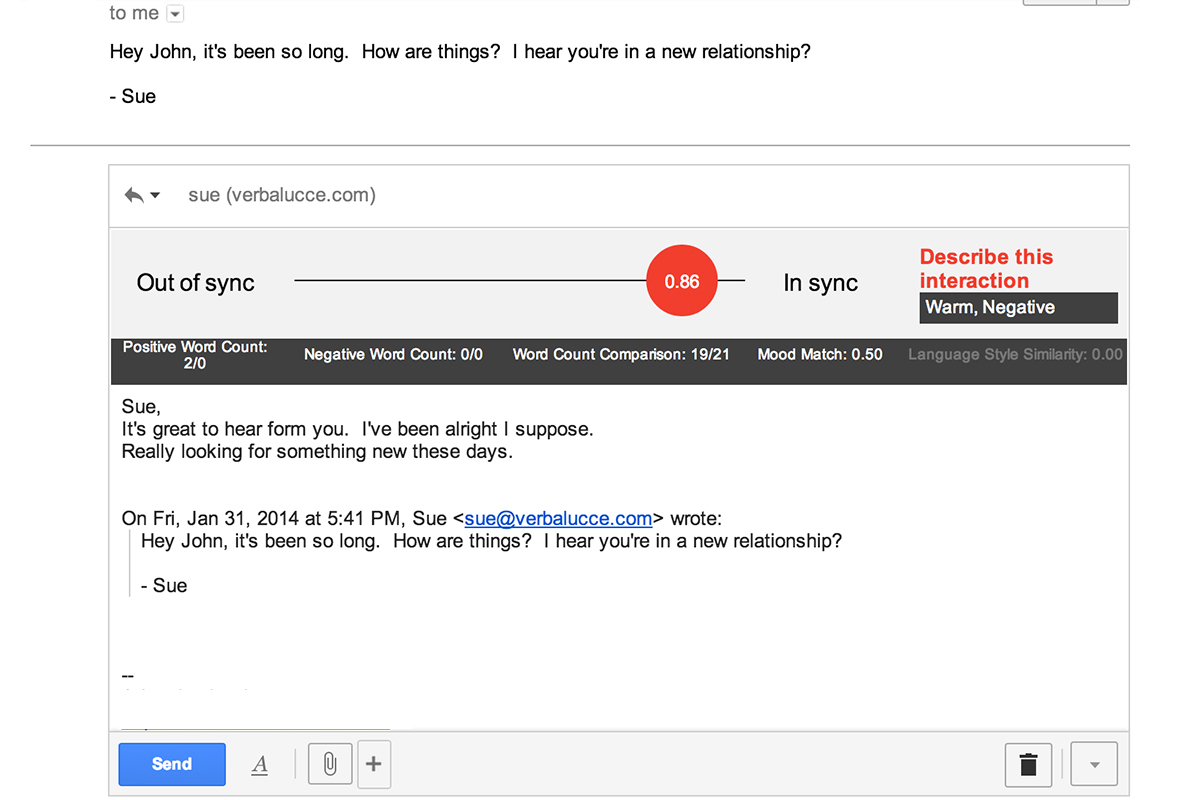 to me
Hey John, it's been so long.  How are things?  I hear you're in a new relationship?
- Sue
sue (verbalucce.com)
Out of sync
0.86
In sync
Describe this
interaction
Warm, Negative
Positive Word Count:
2/0
Negative Word Count: 0/0
Word Count Comparison: 19/21
Mood Match: 0.50
Language Style Similarity: 0.00
Sue,
It's great to hear form you.  I've been alright I suppose.
Really looking for something new these days.
On Fri, Jan 31, 2014 at 5:41 PM, Sue <sue@verbalucce.com> wrote:
Hey John, it's been so long.  How are things?  I hear you're in a new relationship?
- Sue
--
Send
A